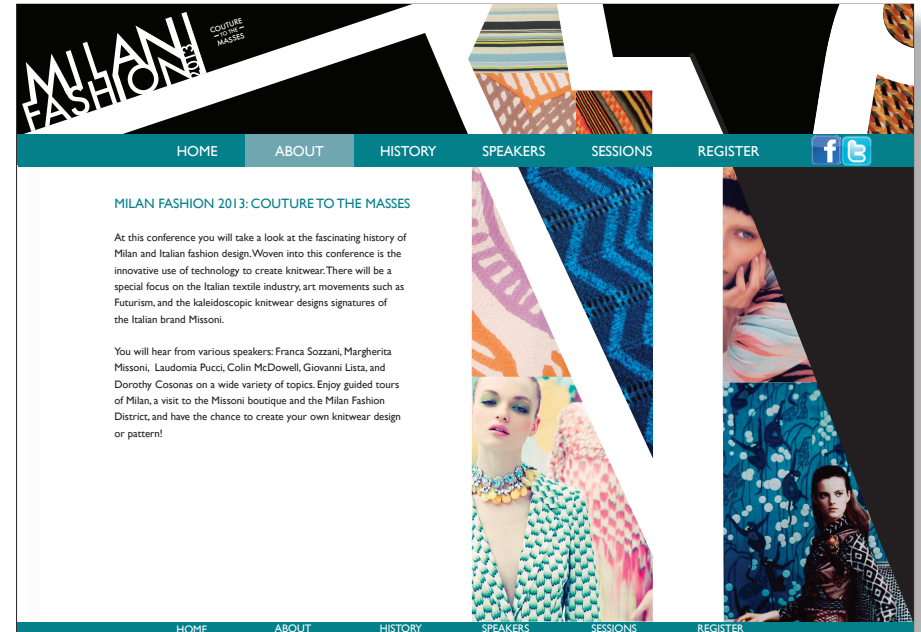 MILAN
FASHION 2013
COUTURE
TO THE
MASSES
HOME ABOUT HISTORY SPEAKERS SESSIONS REGISTER
MILAN FASHION 2013: COUTURE TO THE MASSES
At this conference you will take a look at the fascinating history of
Milan and Italian fashion design. Woven into this conference is the
innovative use of technology to create knitwear. There will be a
special focus on the Italian textile industry, art movements such as
Futurism, and the kaleidoscopic knitwear designs signatures of
the Italian brand Missoni.
You will hear from various speakers: Franca Sozzani, Margherita
Missoni, Laudomia Pucci, Colin McDowell, Giovanni Lista, and
Dorothy Cosonas on a wide variety of topics. Enjoy guided tours
of Milan, a visit to the Missoni boutique and the Milan Fashion
District, and have the chance to create your own knitwear design
or pattern!
HOME ABOUT HISTORY SPEAKERS SESSIONS REGISTER